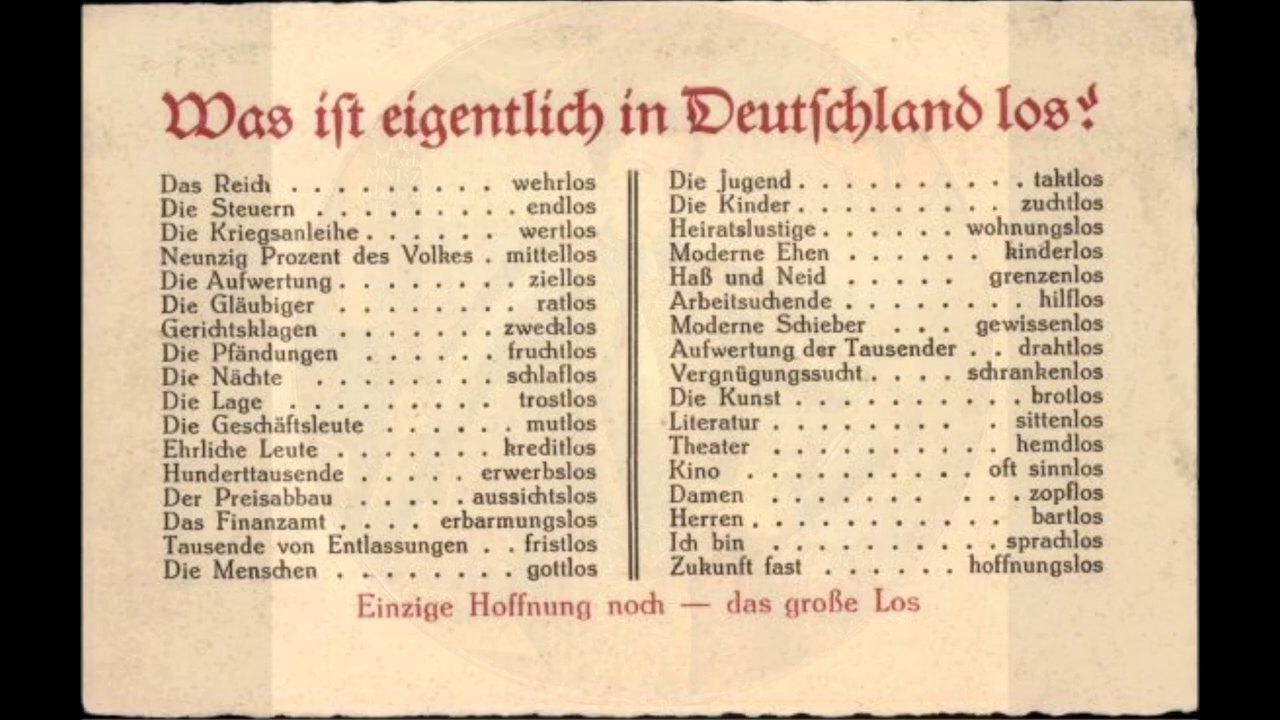 Was ist eigentlich in Deutschland los?
Das Reich . . . . . . . . . wehrlos
Die Steuern . . . . . . . . . endlos
Die Kriegsanleihe . . . . . . wertlos
Neunzig Prozent des Volkes . mittellos
Die Aufwertung . . . . . . . . ziellos
Die Gläubiger . . . . . . . ratlos
Gerichtsklagen . . . . . . . zwecklos
Die Pfändungen . . . . . . fruchtlos
Die Nächte . . . . . . . . schlaflos
Die Lage . . . . . . . . . trostlos
Die Geschäftsleute . . . . . . mutlos
Ehrliche Leute . . . . . . . kreditlos
Hunderttausende . . . . . erwerbslos
Der Preisabbau . . . . . aussichtslos
Das Finanzamt . . . . erbarmungslos
Tausende von Entlassungen . . fristlos
Die Menschen . . . . . . . . gottlos
Die Jugend . . . . . . . . . . taktlos
Die Kinder . . . . . . . . . zuchtlos
Heiratslustige . . . . . . wohnungslos
Moderne Ehen . . . . . . kinderlos
Haß und Neid . . . . . grenzenlos
Arbeitsuchende . . . . . . . . hilflos
Moderne Schieber . . . gewissenlos
Aufwertung der Tausender . . drahtlos
Vergnügungssucht . . . . schrankenlos
Die Kunst . . . . . . . . . . brotlos
Literatur . . . . . . . . . sittenlos
Theater . . . . . . . . . . hemdlos
Kino . . . . . . . . . . oft sinnlos
Damen . . . . . . . . . . zopflos
Herren . . . . . . . . . . . bartlos
Ich bin . . . . . . . . . . sprachlos
Zukunft fast . . . . . . hoffnungslos
Einzige Hoffnung noch — das große Los